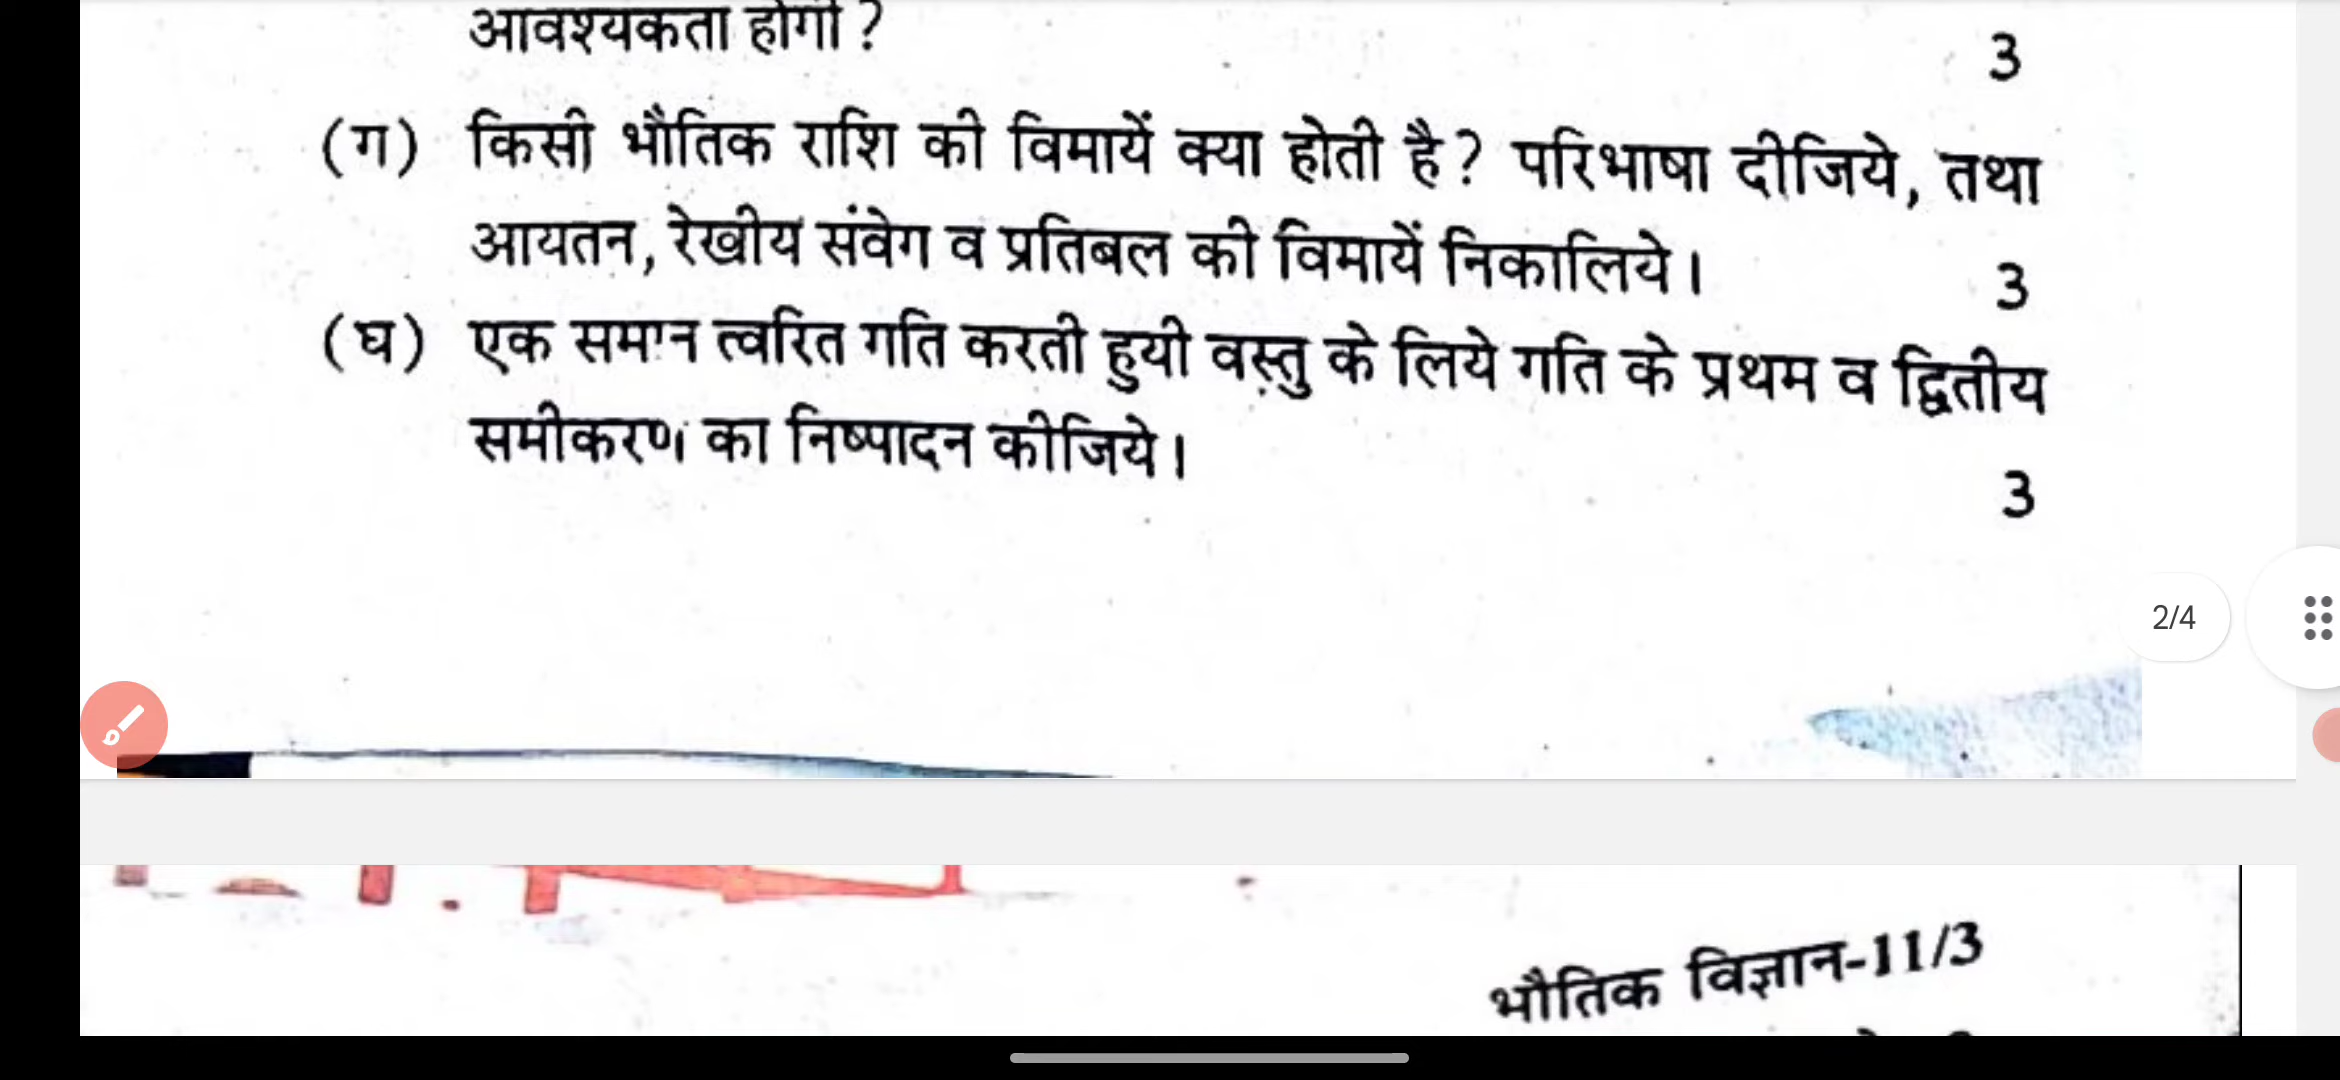 आवश्यकता होगी ?
3
(ग) किसी भौतिक राशि की विमायें क्या होती है? परिभाषा दीजिये, तथा
आयतन, रेखीय संवेग व प्रतिबल की विमायें निकालिये।
3
(घ) एक समान त्वरित गति करती हुयी वस्तु के लिये गति के प्रथम व द्वितीय
समीकरण का निष्पादन कीजिये।
3
2/4
भौतिक विज्ञान-11/3